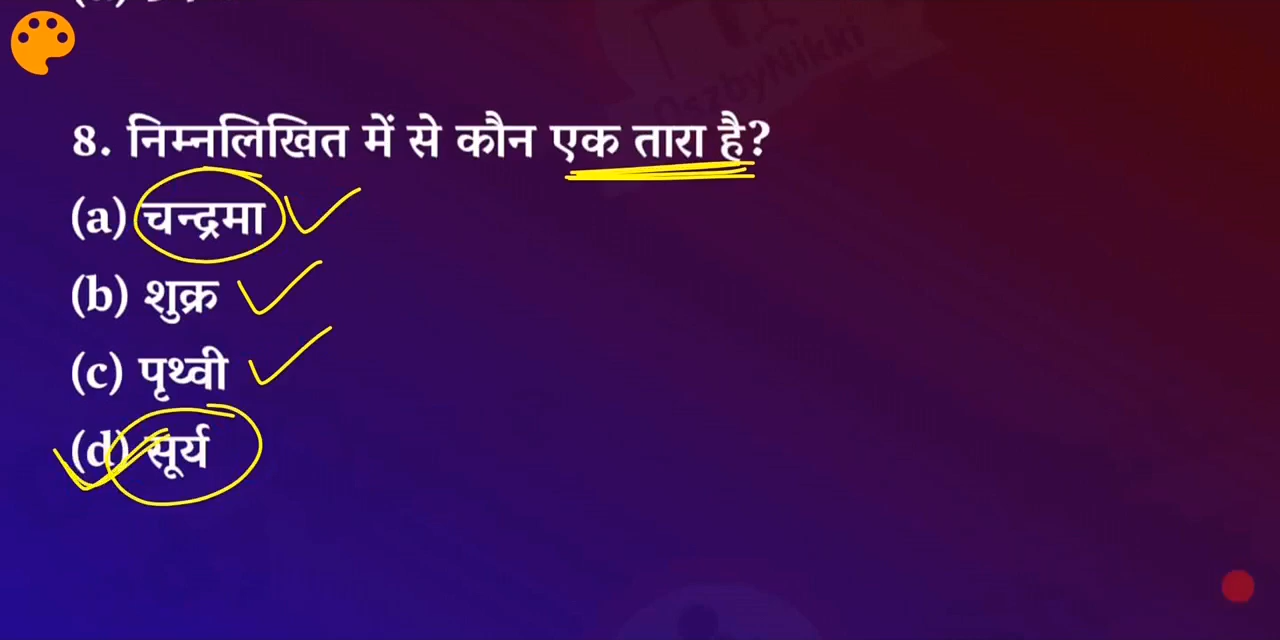 8. निम्नलिखित में से कौन एक तारा है?
(a) चन्द्रमा
(b) शुक्र
(c) पृथ्वी
(d) सूर्य